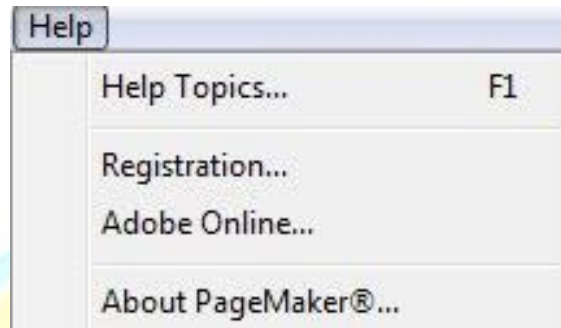 Help
Help Topics... F1
Registration...
Adobe Online...
About PageMaker®...